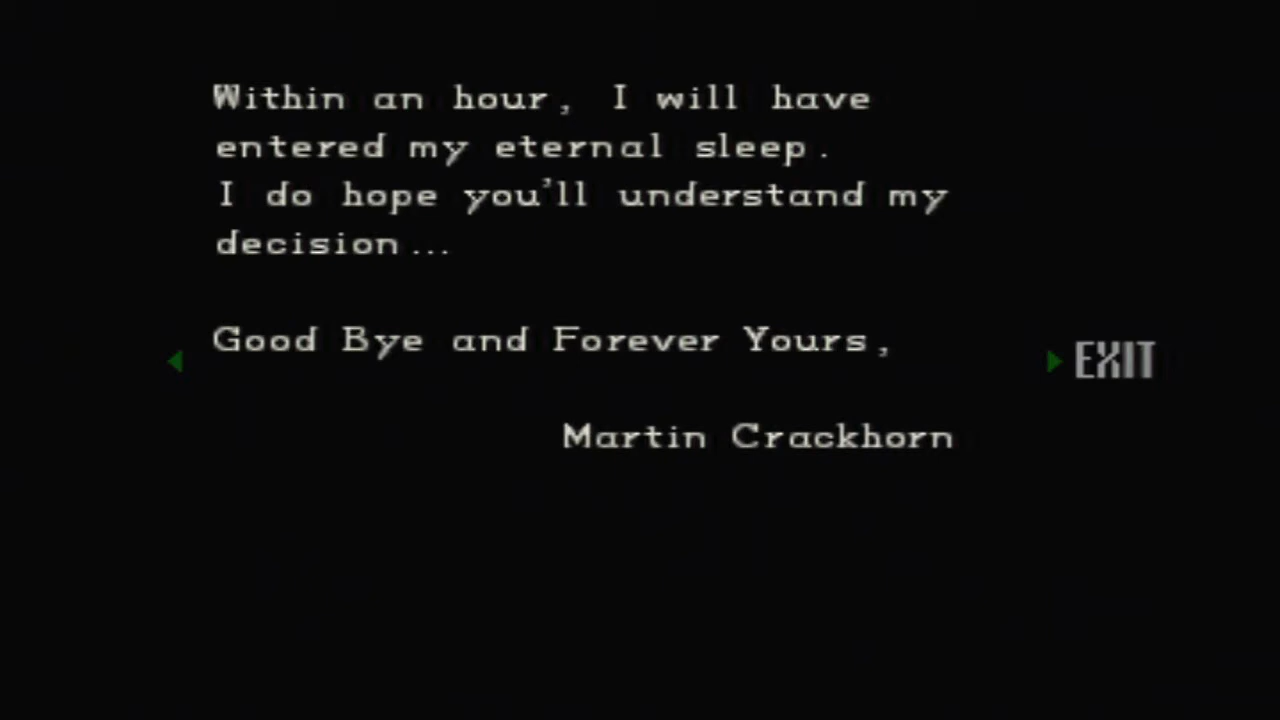 Within an hour, I will have
entered my eternal sleep.
I do hope you'll understand my
decision...
Good Bye and Forever Yours,
EXIT
Martin Crackhorn